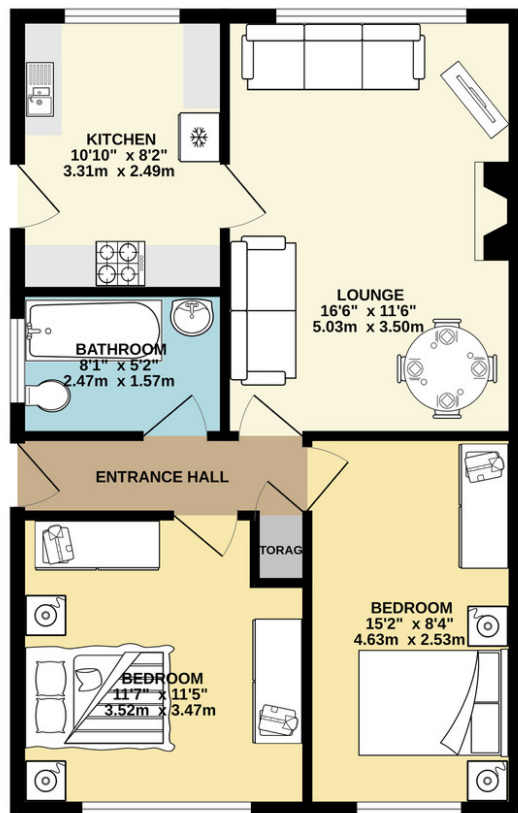 KITCHEN
10'10" x 8'2"
3.31m x 2.49m
LOUNGE
16'6" x 11'6"
5.03m x 3.50m
BATHROOM
8'1" x 5'2"
2.47m x 1.57m
ENTRANCE HALL
TORAG
BEDROOM
15'2" x 8'4"
4.63m x 2.53m
BEDROOM
11'7" x 11'5"
3.52m x 3.47m